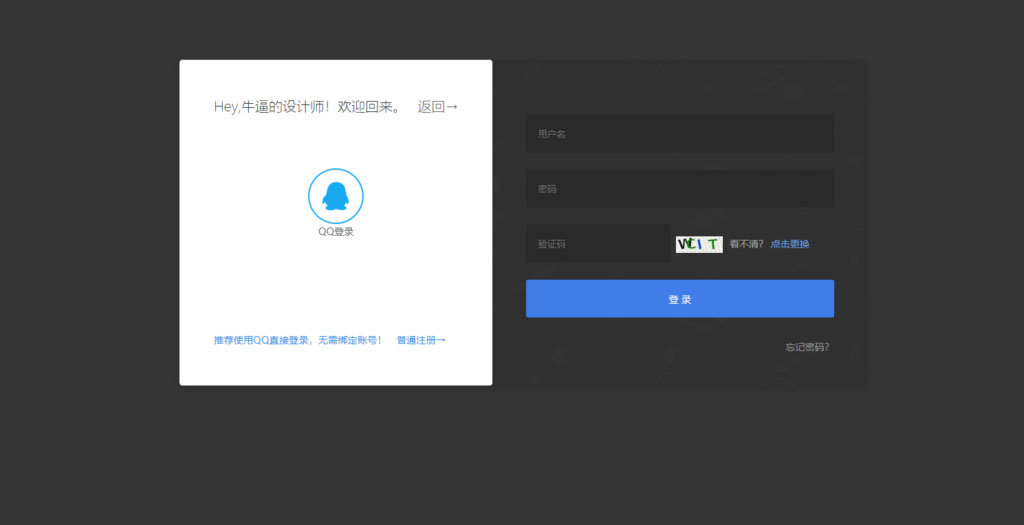 Hey,牛逼的设计师！欢迎回来。 返回→
QQ登录
推荐使用QQ直接登录，无需绑定账号！ 普通注册→
用户名
密码
验证码 WCIT 看不清？ 点击更换
登 录
忘记密码？